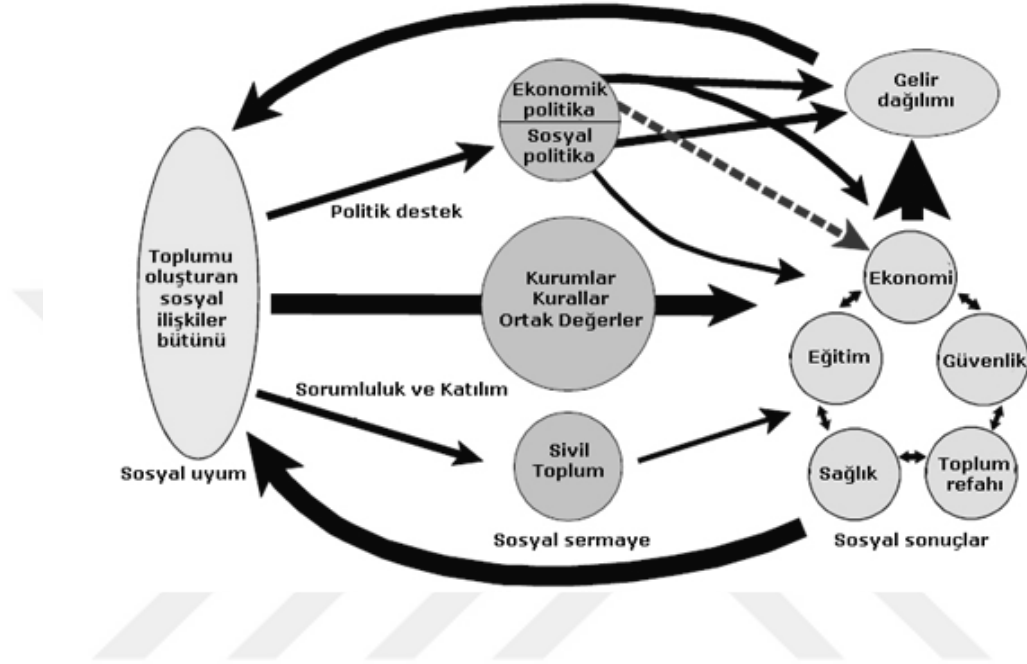 Ekonomik
politika
Sosyal
politika
Gelir
dağılımı
Politik destek
Toplumu
oluşturan
sosyal
ilişkiler
bütünü
Kurumlar
Kurallar
Ortak Değerler
Ekonomi
Eğitim
Güvenlik
Sorumluluk ve Katılım
Sivil
Toplum
Sağlık
Toplum
refahı
Sosyal uyum
Sosyal sermaye
Sosyal sonuçlar